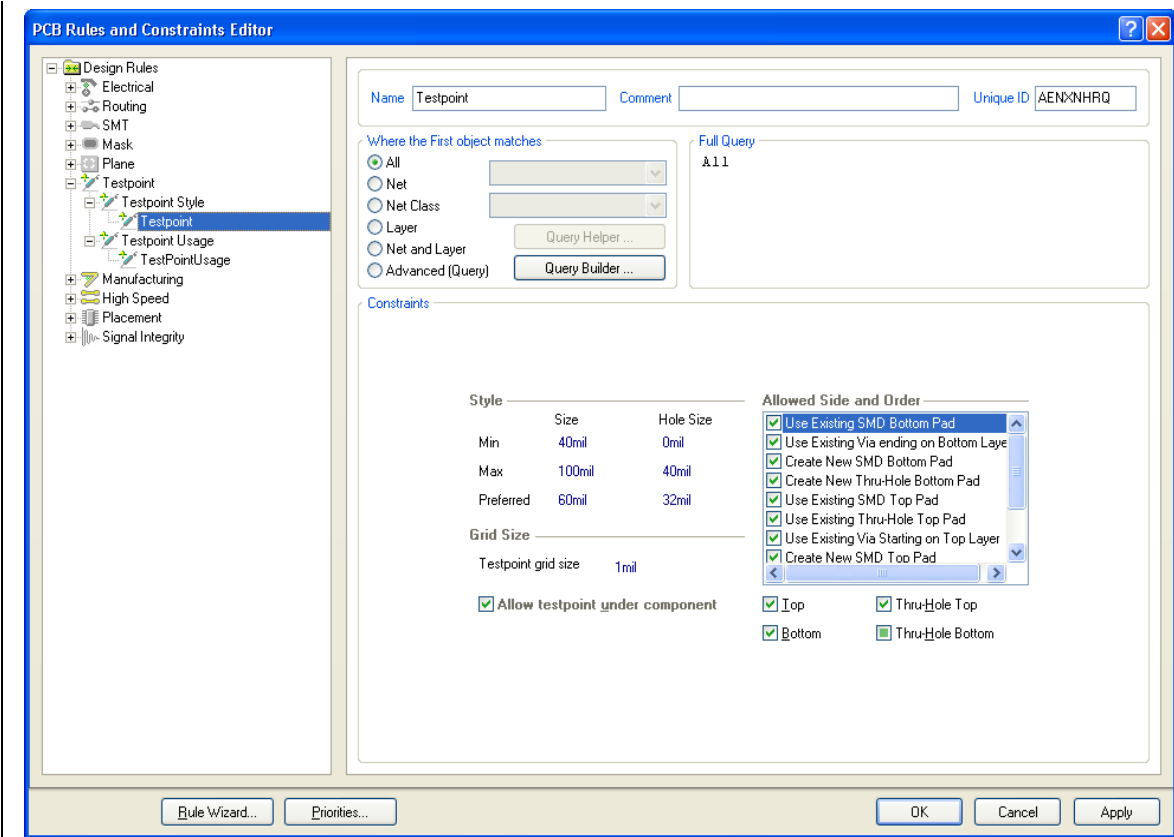 PCB Rules and Constraints Editor
Design Rules
Electrical
Routing
SMT
Mask
Plane
Testpoint
Testpoint Style
Testpoint
Testpoint Usage
TestPointUsage
Manufacturing
High Speed
Placement
Signal Integrity
Name Testpoint Comment Unique ID AENXNHRQ
Where the First object matches
All
Net
Net Class
Layer
Net and Layer
Advanced (Query)
Query Helper ...
Query Builder ...
Full Query
All
Constraints
Style
Size Hole Size
Min 40mil 0mil
Max 100mil 40mil
Preferred 60mil 32mil
Grid Size
Testpoint grid size 1mil
Allow testpoint under component
Allowed Side and Order
Use Existing SMD Bottom Pad
Use Existing Via ending on Bottom Laye
Create New SMD Bottom Pad
Create New Thru-Hole Bottom Pad
Use Existing SMD Top Pad
Use Existing Thru-Hole Top Pad
Use Existing Via Starting on Top Layer
Create New SMD Top Pad
Top Thru-Hole Top
Bottom Thru-Hole Bottom
Rule Wizard... Priorities... OK Cancel Apply